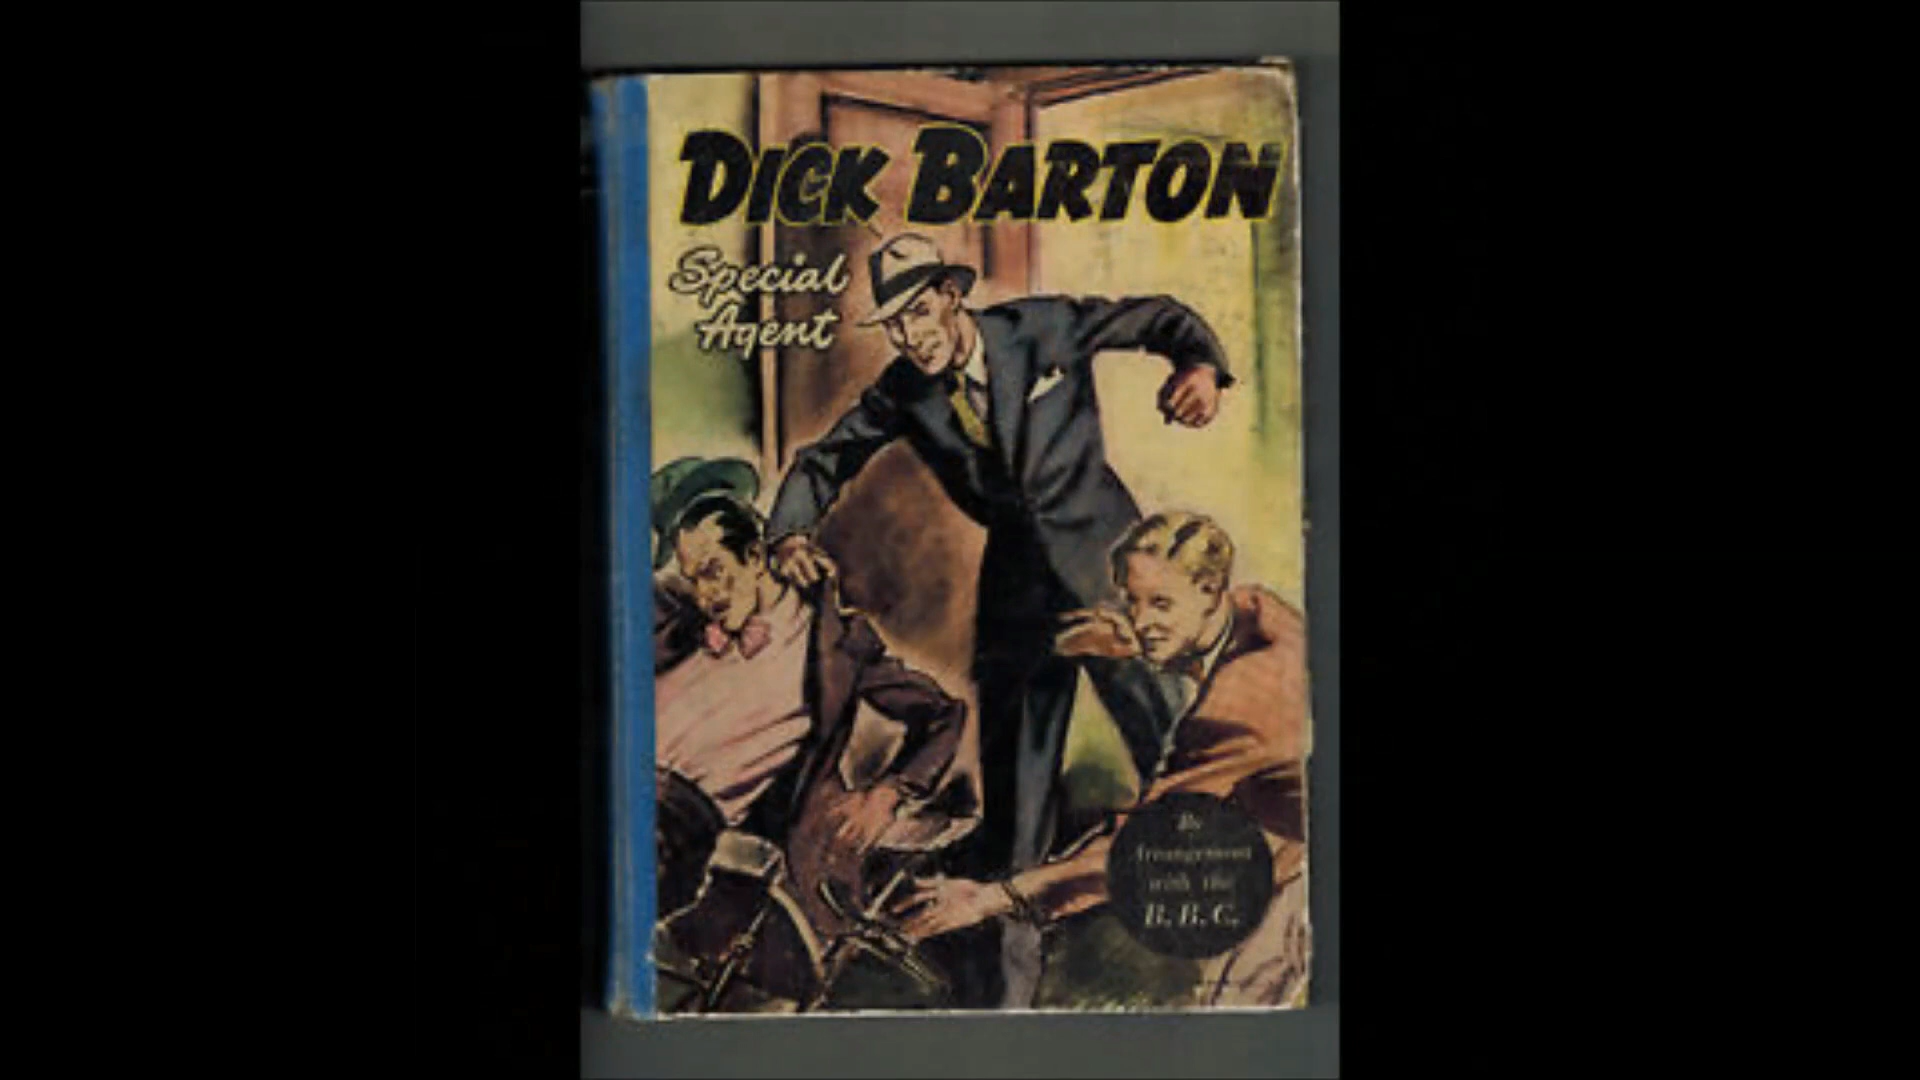 DICK BARTON
Special
Agent
By
Arrangement
with the
B. B. C.